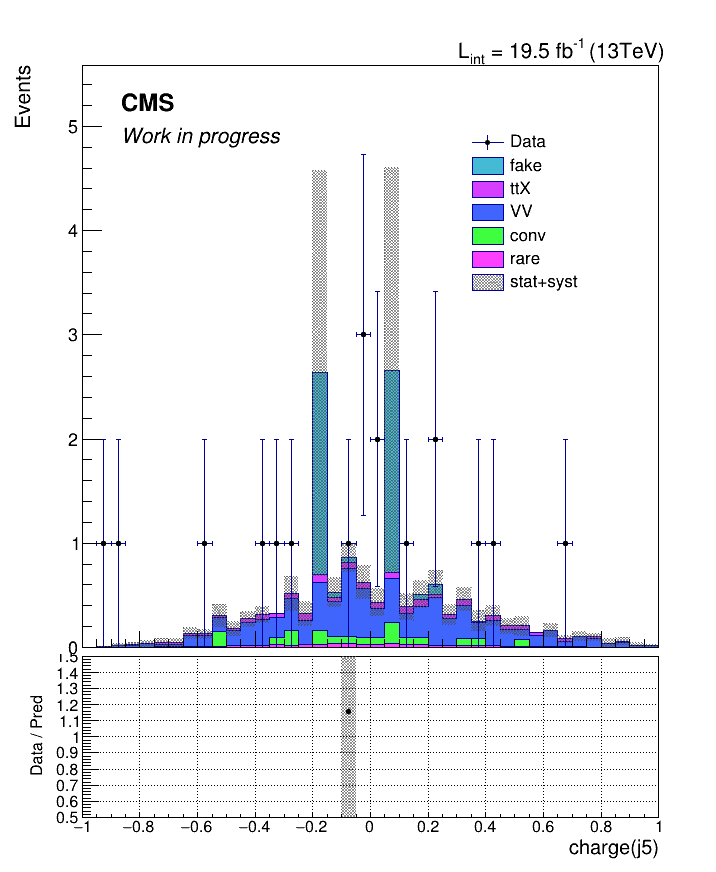 L_int = 19.5 fb^-1 (13TeV)
Events
CMS
Work in progress
Data
fake
ttX
VV
conv
rare
stat+syst
5
4
3
2
1
0
Data / Pred
1.5
1.4
1.3
1.2
1.1
1
0.9
0.8
0.7
0.6
0.5
−1 −0.8 −0.6 −0.4 −0.2 0 0.2 0.4 0.6 0.8 1
charge(j5)